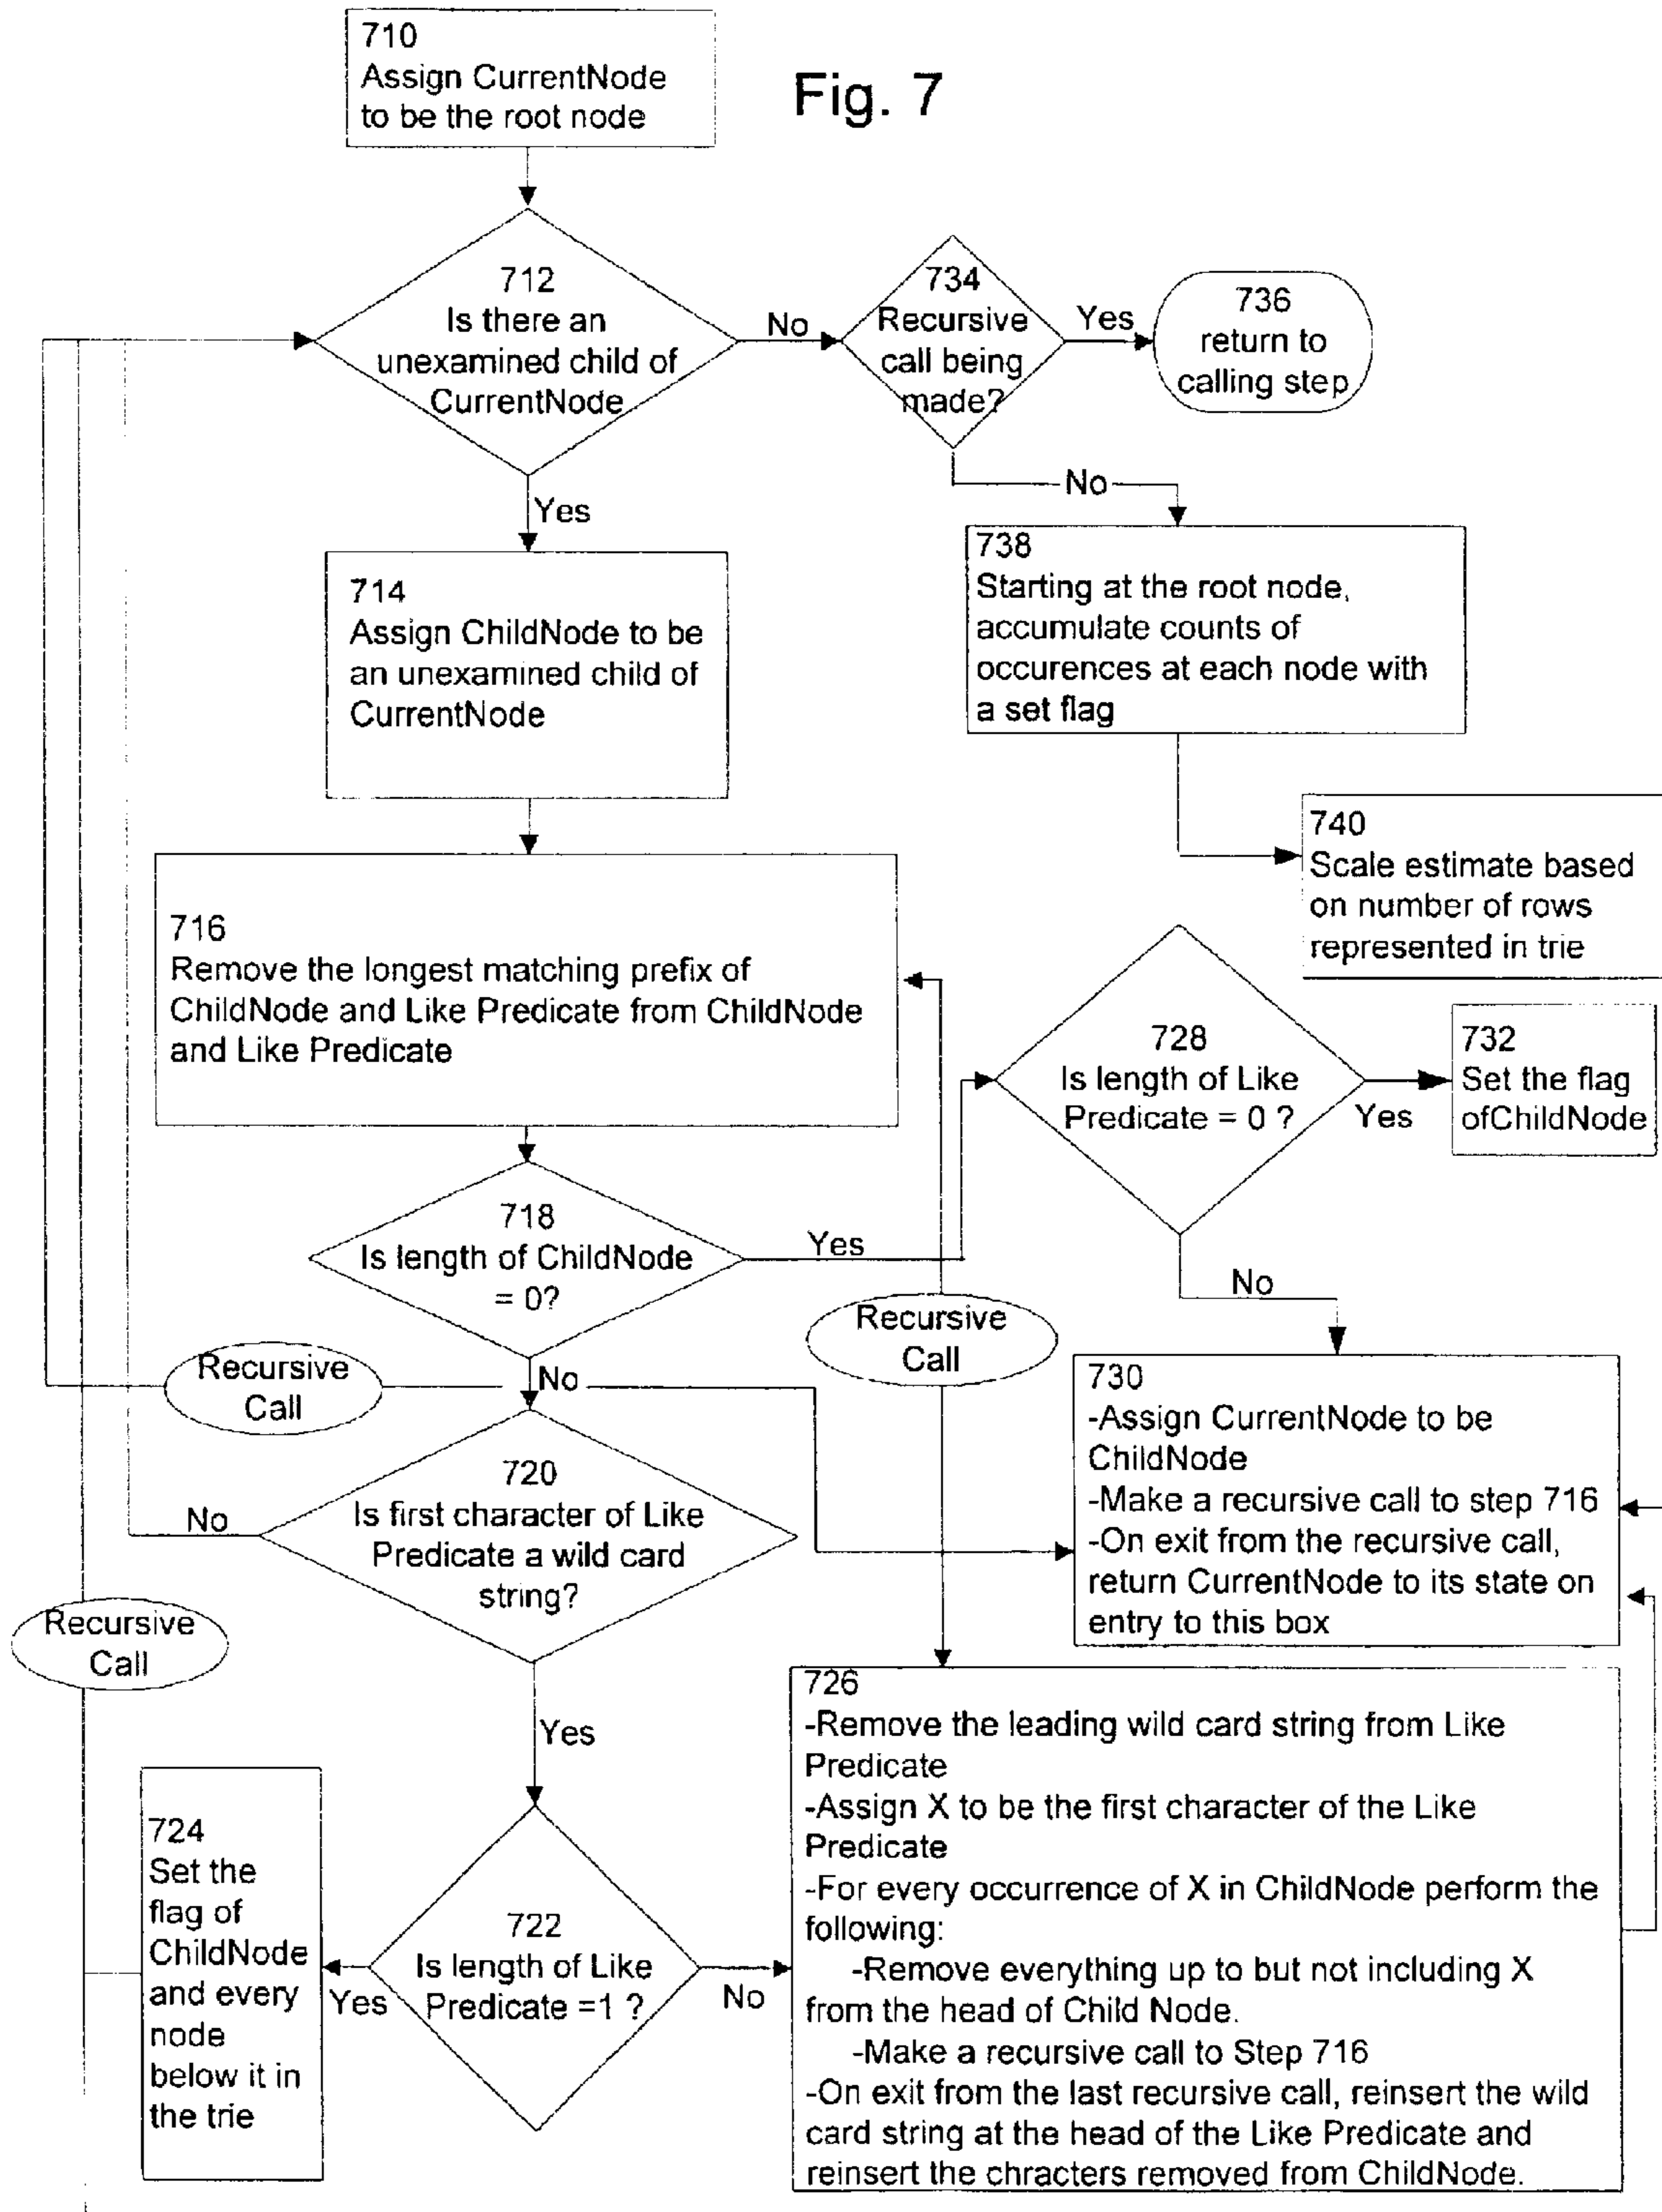 710
Assign CurrentNode
to be the root node
Fig. 7
712
Is there an
unexamined child of
CurrentNode
No
734
Recursive
call being
made?
Yes
736
return to
calling step
Yes
No
714
Assign ChildNode to be
an unexamined child of
CurrentNode
738
Starting at the root node,
accumulate counts of
occurences at each node with
a set flag
740
Scale estimate based
on number of rows
represented in trie
716
Remove the longest matching prefix of
ChildNode and Like Predicate from ChildNode
and Like Predicate
728
Is length of Like
Predicate = 0 ?
Yes
732
Set the flag
ofChildNode
718
Is length of ChildNode
= 0?
Yes
No
Recursive
Call
Recursive
Call
No
730
-Assign CurrentNode to be
ChildNode
-Make a recursive call to step 716
-On exit from the recursive call,
return CurrentNode to its state on
entry to this box
720
Is first character of Like
Predicate a wild card
string?
No
Recursive
Call
Yes
726
-Remove the leading wild card string from Like
Predicate
-Assign X to be the first character of the Like
Predicate
-For every occurrence of X in ChildNode perform the
following:
-Remove everything up to but not including X
from the head of Child Node.
-Make a recursive call to Step 716
-On exit from the last recursive call, reinsert the wild
card string at the head of the Like Predicate and
reinsert the chracters removed from ChildNode.
724
Set the
flag of
ChildNode
and every
node
below it in
the trie
Yes
722
Is length of Like
Predicate =1 ?
No